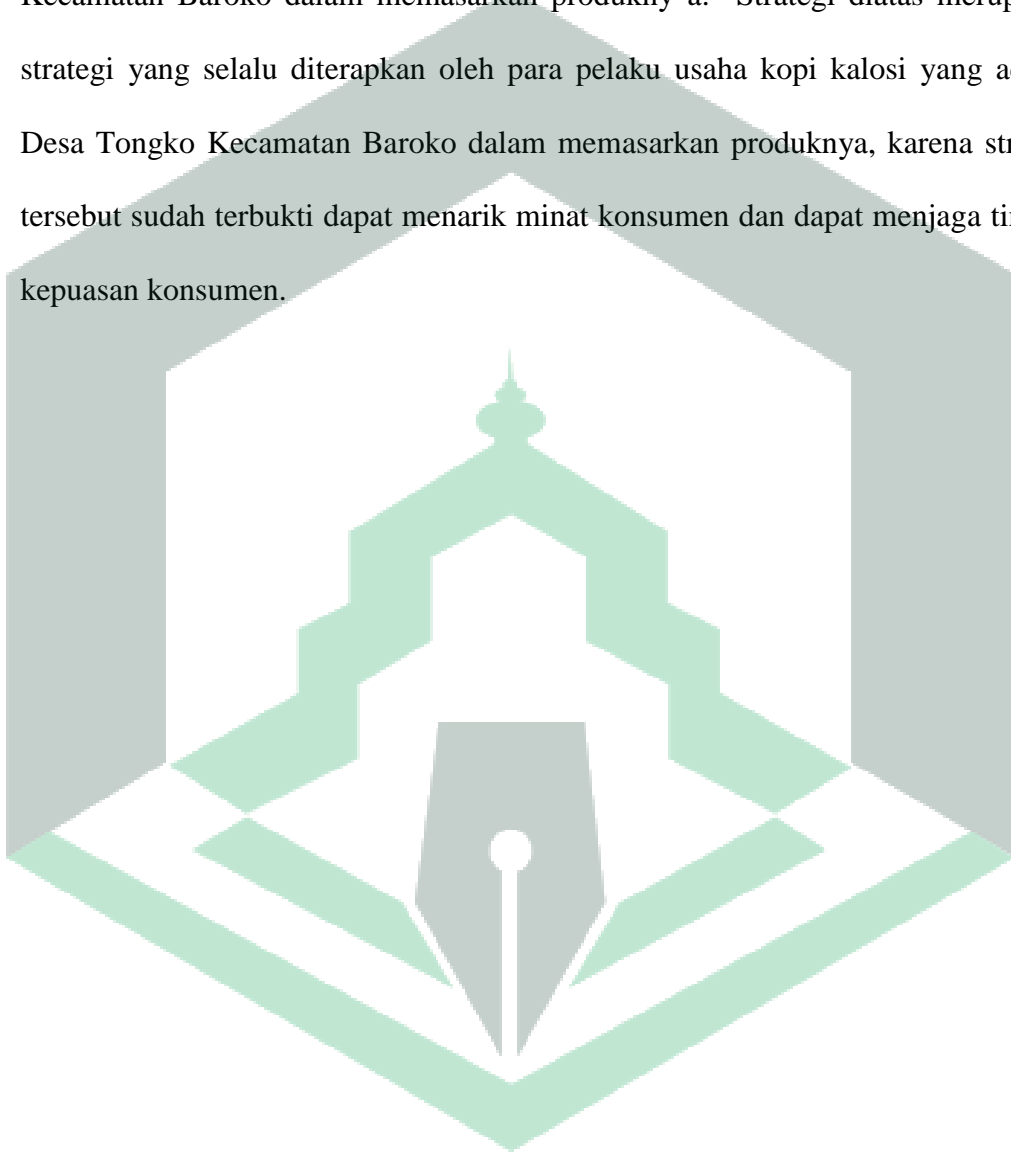 Kecamatan Baroko dalam memasarkan produkny a. Strategi diatas merup
strategi yang selalu diterapkan oleh para pelaku usaha kopi kalosi yang
Desa Tongko Kecamatan Baroko dalam memasarkan produknya, karena str
tersebut sudah terbukti dapat menarik minat konsumen dan dapat menjaga
kepuasan konsumen.